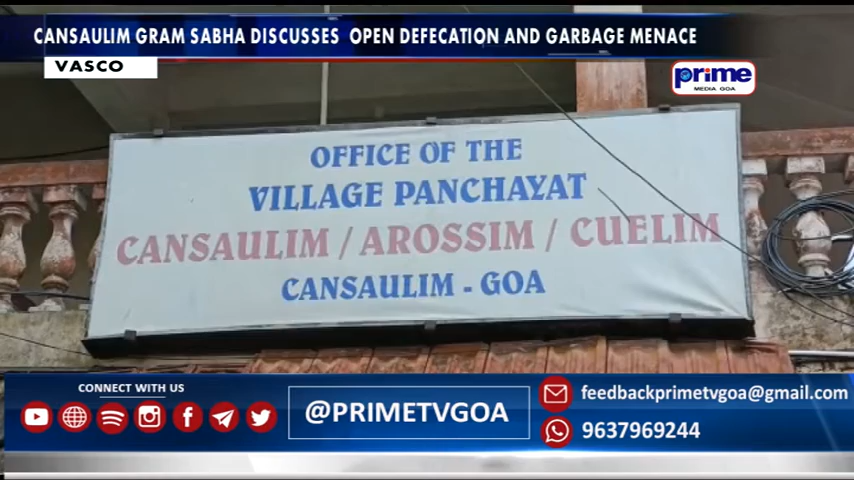 CANSAULIM GRAM SABHA DISCUSSES OPEN DEFECATION AND GARBAGE MENACE
VASCO
prime
MEDIA GOA
OFFICE OF THE
VILLAGE PANCHAYAT
CANSAULIM / AROSSIM / CUELIM
CANSAULIM - GOA
CONNECT WITH US
@PRIMETVGOA
feedbackprimetvgoa@gmail.com
9637969244